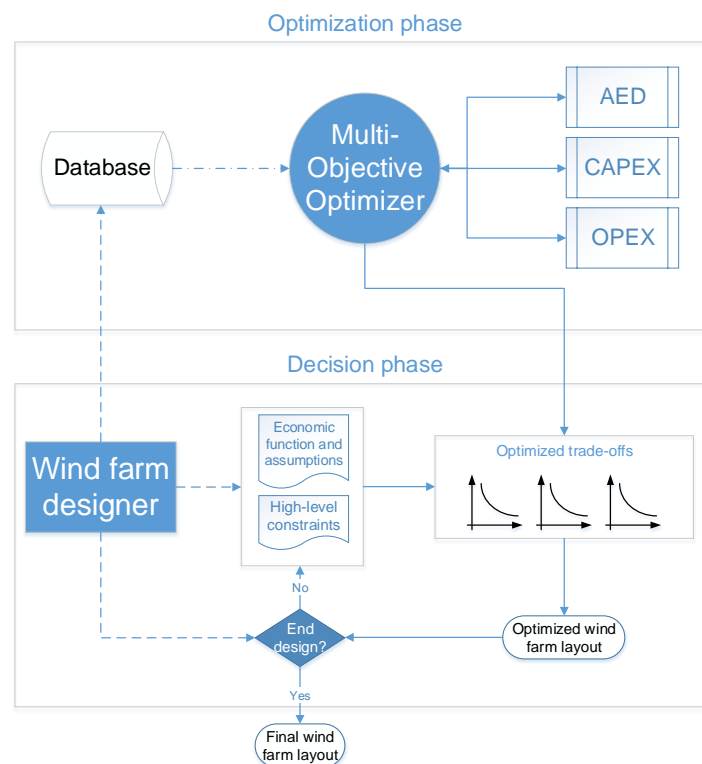 Optimization phase
Database
Multi-
Objective
Optimizer
AED
CAPEX
OPEX
Decision phase
Wind farm
designer
Economic
function and
assumptions
High-level
constraints
Optimized trade-offs
No
End
design?
Optimized wind
farm layout
Yes
Final wind
farm layout